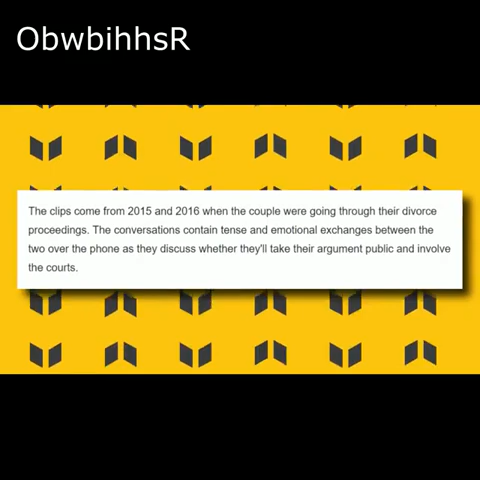 ObwbihhsR
The clips come from 2015 and 2016 when the couple were going through their divorce
proceedings. The conversations contain tense and emotional exchanges between the
two over the phone as they discuss whether they'll take their argument public and involve
the courts.